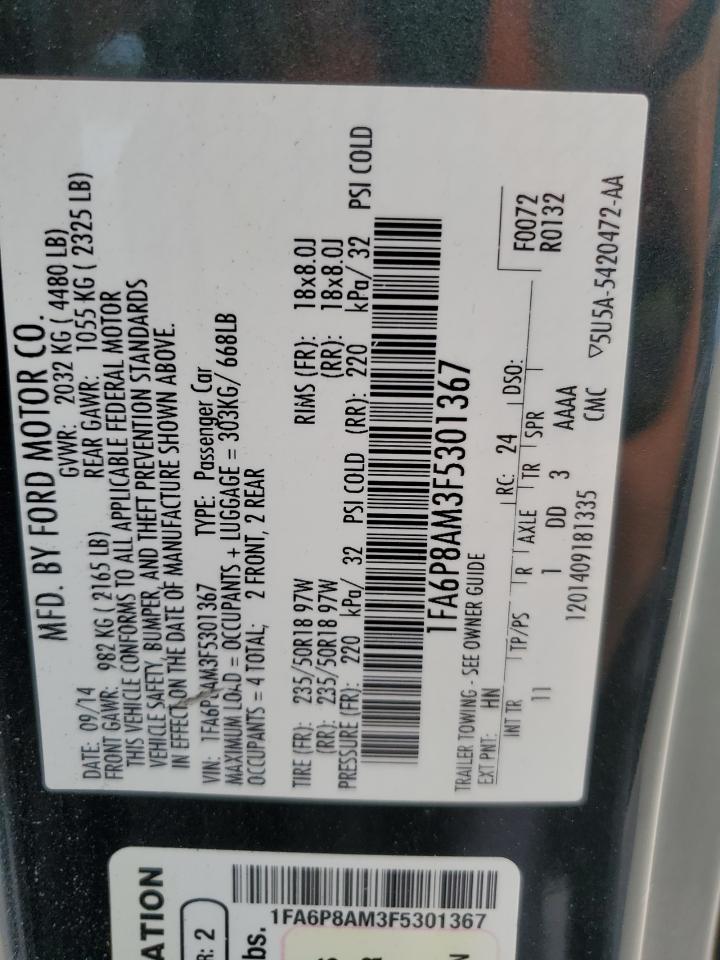 MFD. BY FORD MOTOR CO.
DATE: 09/14 GVWR: 2032 KG ( 4480 LB)
FRONT GAWR: 982 KG ( 2165 LB) REAR GAWR: 1055 KG ( 2325 LB)
THIS VEHICLE CONFORMS TO ALL APPLICABLE FEDERAL MOTOR
VEHICLE SAFETY, BUMPER, AND THEFT PREVENTION STANDARDS
IN EFFECT ON THE DATE OF MANUFACTURE SHOWN ABOVE.
VIN: 1FA6P8AM3F5301367 TYPE: Passenger Car
MAXIMUM LOAD = OCCUPANTS + LUGGAGE = 303KG/ 668LB
OCCUPANTS = 4 TOTAL; 2 FRONT, 2 REAR
TIRE (FR): 235/50R18 97W RIMS (FR): 18x8.0J
(RR): 235/50R18 97W (RR): 18x8.0J
PRESSURE (FR): 220 kPa/ 32 PSI COLD (RR): 220 kPa/ 32 PSI COLD
1FA6P8AM3F5301367
TRAILER TOWING - SEE OWNER GUIDE
EXT PNT: HN RC: 24 DSO: F0072
R0132
INT TR TP/PS R AXLE TR SPR
11 1 DD 3 AAAA
1201409181335 CMC ▽5U5A-5420472-AA
ATION
R: 2
bs.
1FA6P8AM3F5301367